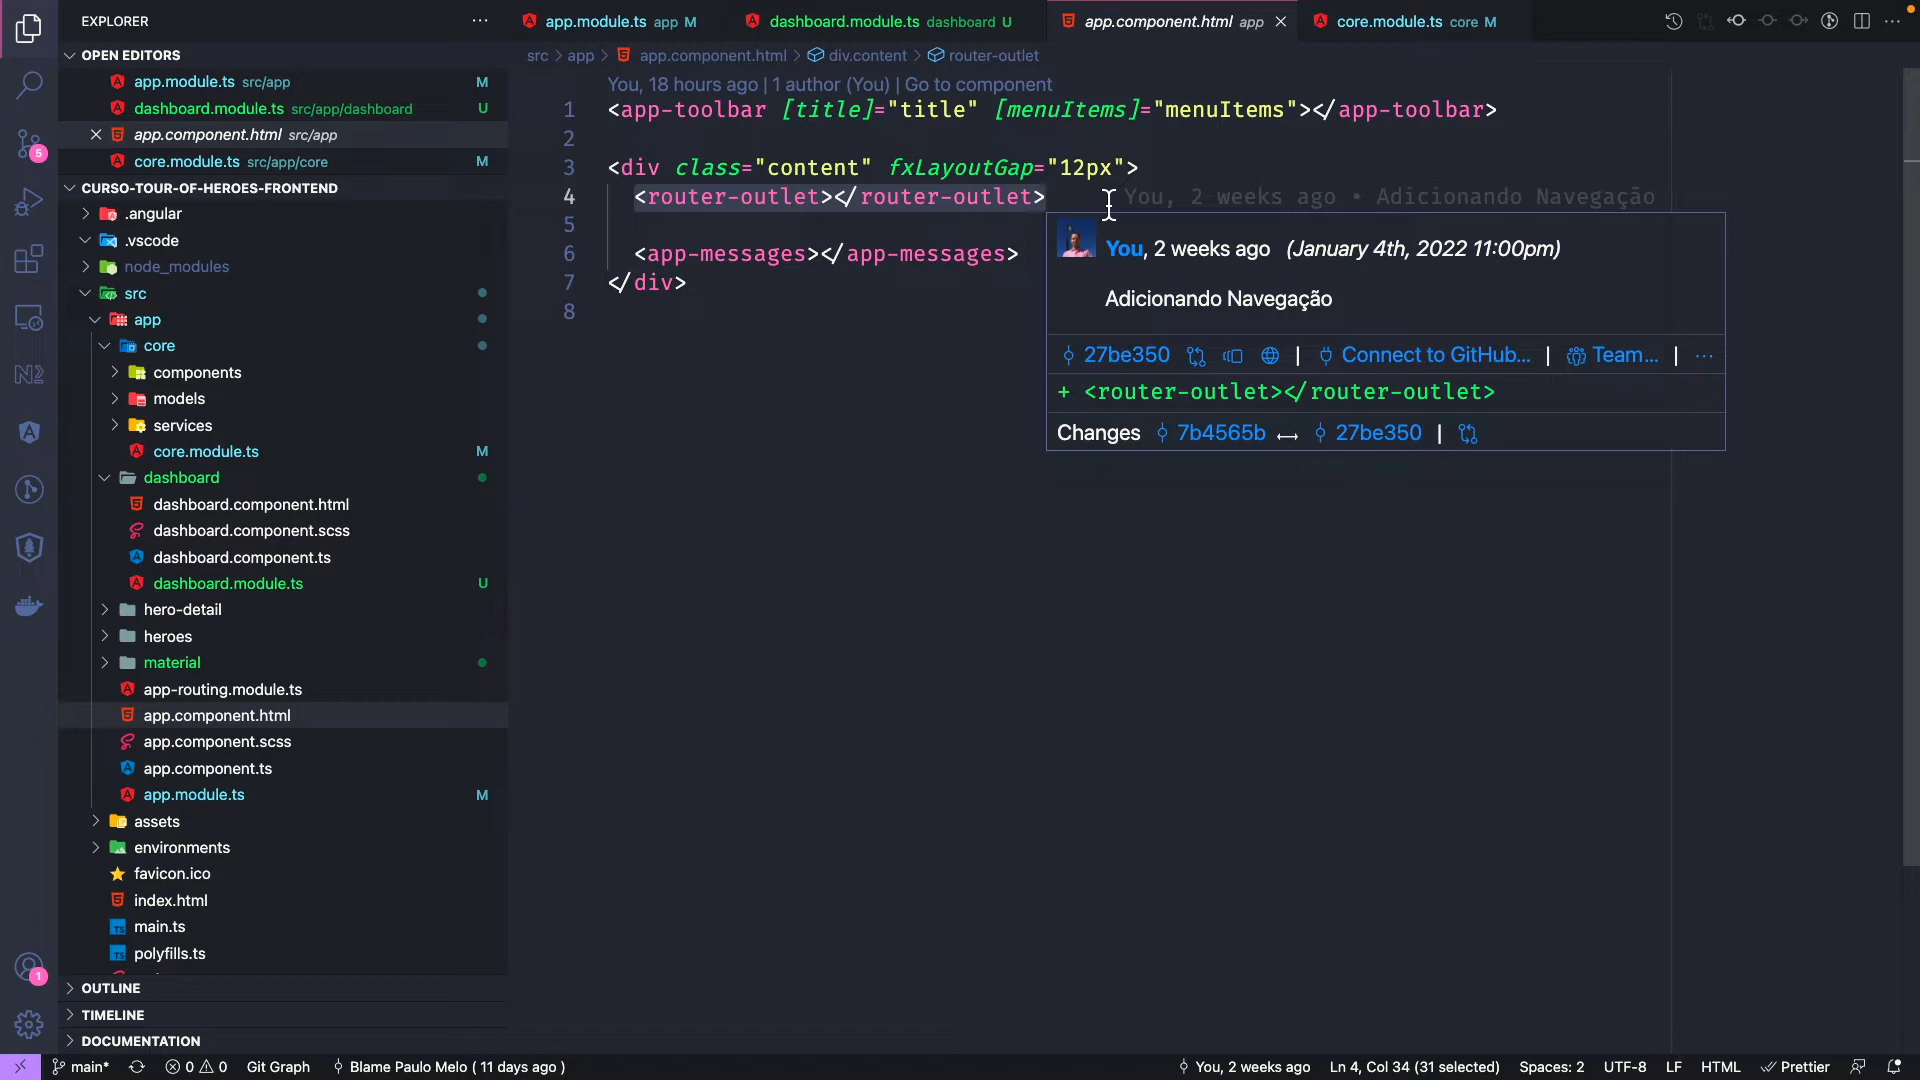 EXPLORER
OPEN EDITORS
app.module.ts src/app M
dashboard.module.ts src/app/dashboard U
app.component.html src/app
core.module.ts src/app/core M
CURSO-TOUR-OF-HEROES-FRONTEND
.angular
.vscode
node_modules
src
app
core
components
models
services
core.module.ts M
dashboard
dashboard.component.html
dashboard.component.scss
dashboard.component.ts
dashboard.module.ts U
hero-detail
heroes
material
app-routing.module.ts
app.component.html
app.component.scss
app.component.ts
app.module.ts M
assets
environments
favicon.ico
index.html
main.ts
polyfills.ts
OUTLINE
TIMELINE
DOCUMENTATION
5
1
app.module.ts app M
dashboard.module.ts dashboard U
app.component.html app
core.module.ts core M
src > app > app.component.html > div.content > router-outlet
You, 18 hours ago | 1 author (You) | Go to component
1 <app-toolbar [title]="title" [menuItems]="menuItems"></app-toolbar>
2
3 <div class="content" fxLayoutGap="12px">
4 <router-outlet></router-outlet> You, 2 weeks ago • Adicionando Navegação
5
6 <app-messages></app-messages>
7 </div>
8
You, 2 weeks ago (January 4th, 2022 11:00pm)
Adicionando Navegação
27be350 | Connect to GitHub... | Team... | ...
+ <router-outlet></router-outlet>
Changes 7b4565b ↔ 27be350 |
main* 0 0 Git Graph Blame Paulo Melo ( 11 days ago ) You, 2 weeks ago Ln 4, Col 34 (31 selected) Spaces: 2 UTF-8 LF HTML Prettier